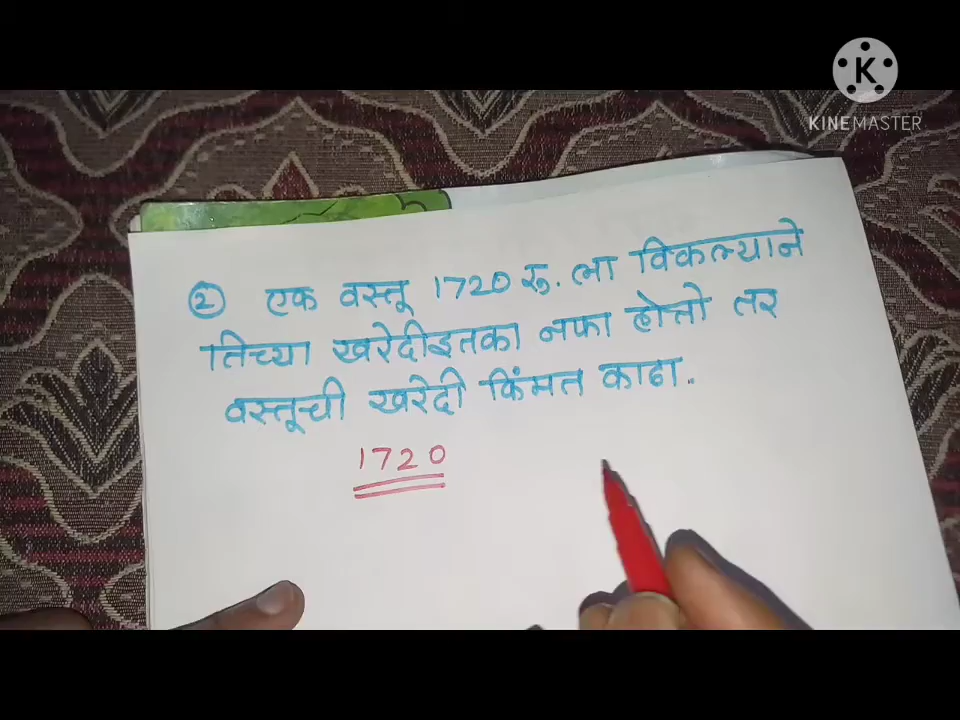 K
KINEMASTER
② एक वस्तू 1720 रू. ला विकल्याने
तिच्या खरेदीइतका नफा होत्तो तर
वस्तूची खरेदी किंमत काढा.
1720